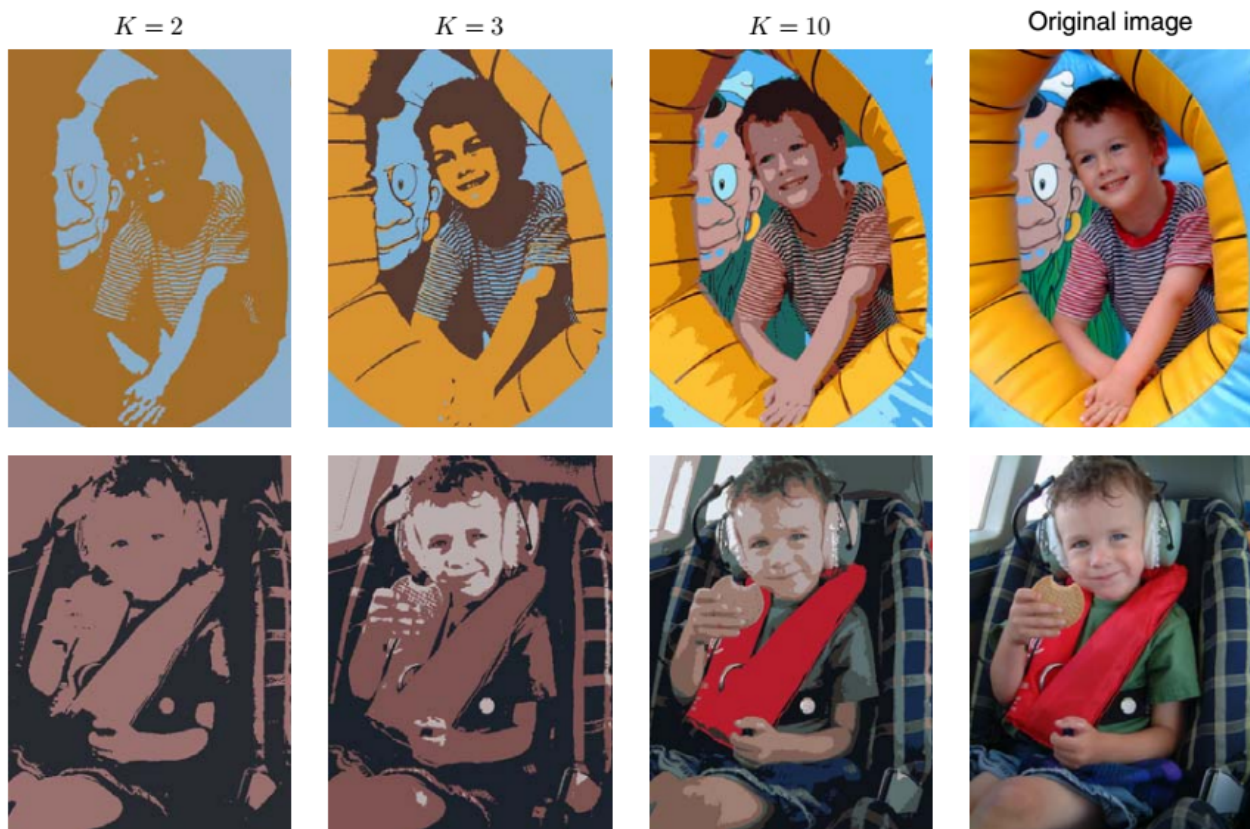 K = 2
K = 3
K = 10
Original image